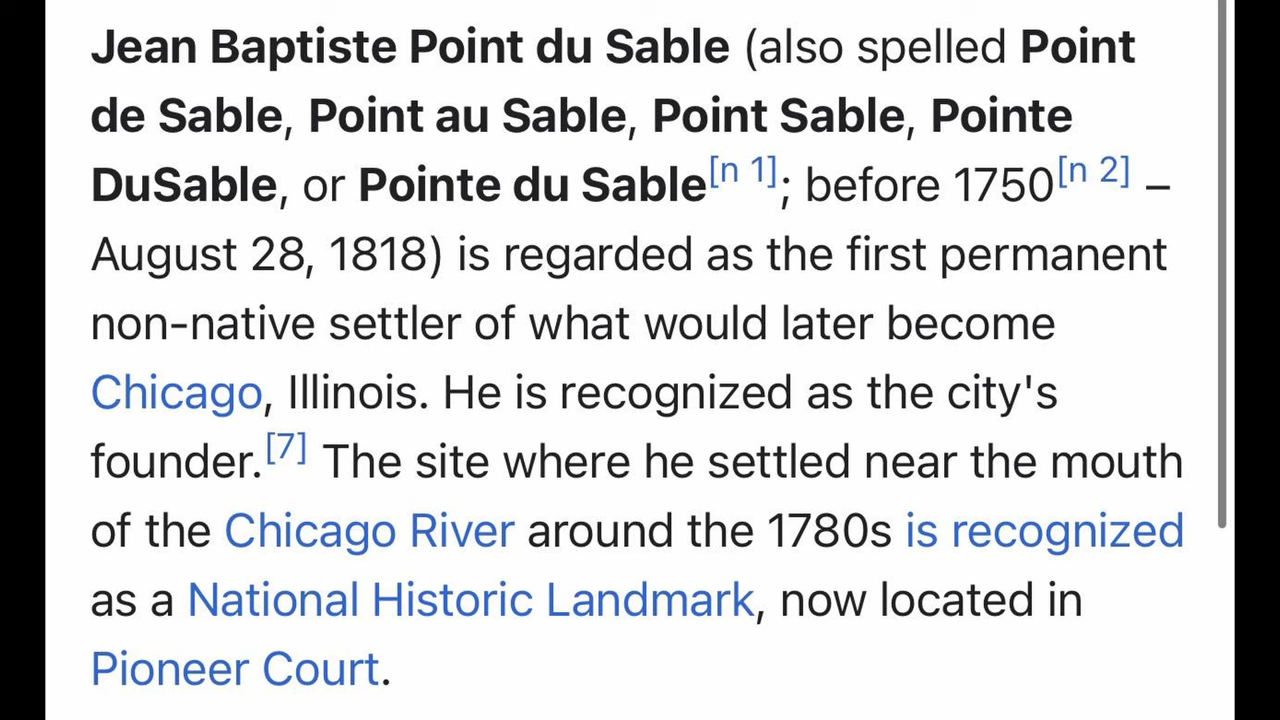 Jean Baptiste Point du Sable (also spelled Point
de Sable, Point au Sable, Point Sable, Pointe
DuSable, or Pointe du Sable[n 1]; before 1750[n 2] –
August 28, 1818) is regarded as the first permanent
non-native settler of what would later become
Chicago, Illinois. He is recognized as the city's
founder.[7] The site where he settled near the mouth
of the Chicago River around the 1780s is recognized
as a National Historic Landmark, now located in
Pioneer Court.